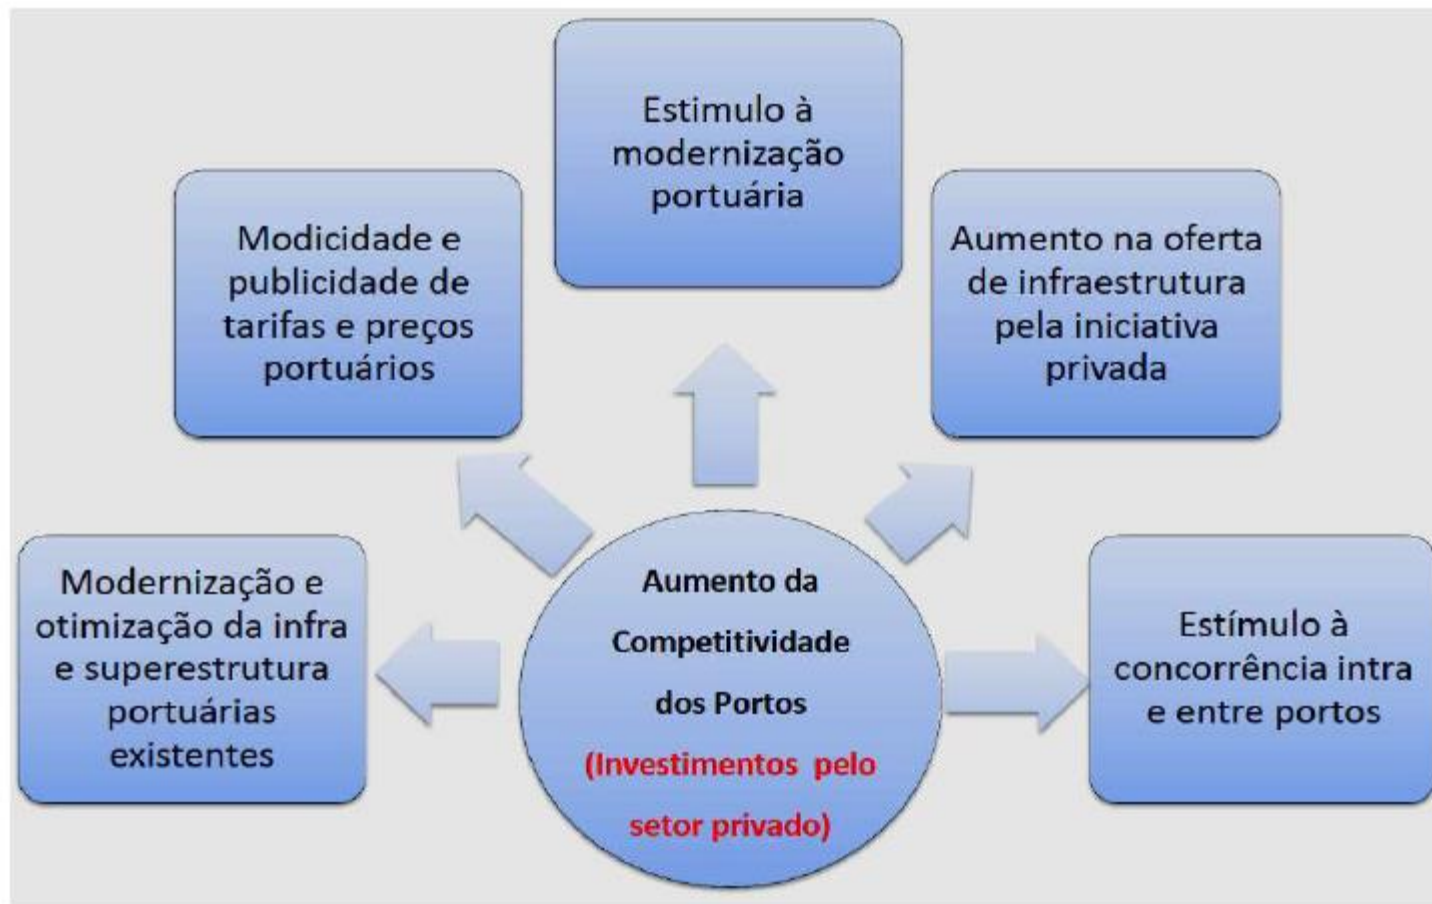 Estimulo à
modernização
portuária
Modicidade e
publicidade de
tarifas e preços
portuários
Aumento na oferta
de infraestrutura
pela iniciativa
privada
Modernização e
otimização da infra
e superestrutura
portuárias
existentes
Aumento da
Competitividade
dos Portos
(Investimentos pelo
setor privado)
Estímulo à
concorrência intra
e entre portos